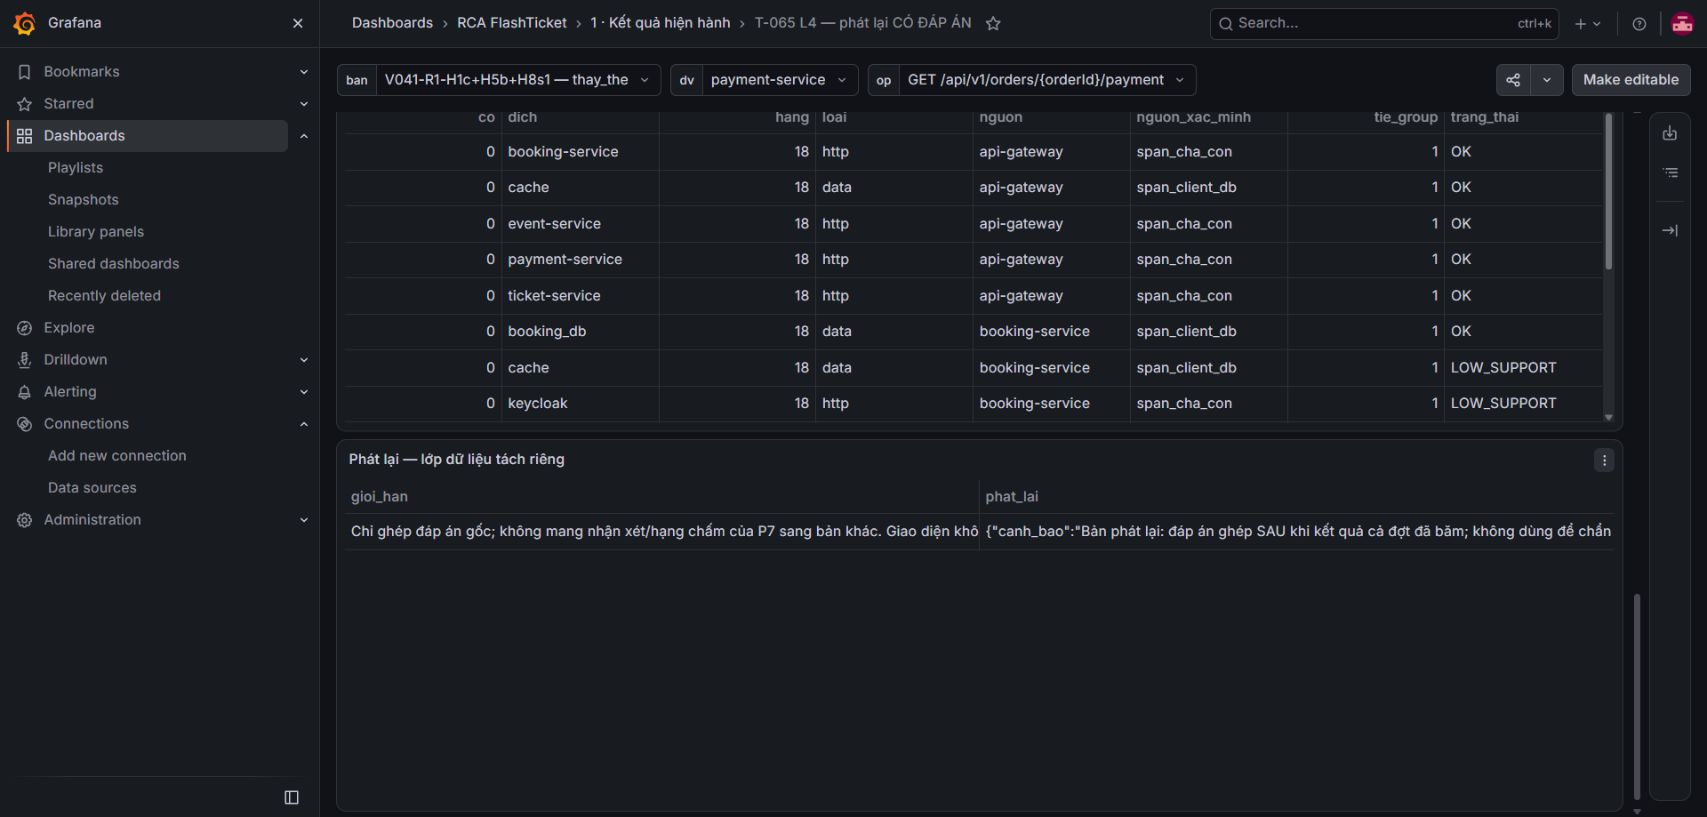 Grafana
Dashboards › RCA FlashTicket › 1 · Kết quả hiện hành › T-065 L4 — phát lại CÓ ĐÁP ÁN
Search... ctrl+k
Bookmarks
Starred
Dashboards
Playlists
Snapshots
Library panels
Shared dashboards
Recently deleted
Explore
Drilldown
Alerting
Connections
Add new connection
Data sources
Administration
ban V041-R1-H1c+H5b+H8s1 — thay_the dv payment-service op GET /api/v1/orders/{orderId}/payment Make editable
co dich hang loai nguon nguon_xac_minh tie_group trang_thai
0 booking-service 18 http api-gateway span_cha_con 1 OK
0 cache 18 data api-gateway span_client_db 1 OK
0 event-service 18 http api-gateway span_cha_con 1 OK
0 payment-service 18 http api-gateway span_cha_con 1 OK
0 ticket-service 18 http api-gateway span_cha_con 1 OK
0 booking_db 18 data booking-service span_client_db 1 OK
0 cache 18 data booking-service span_client_db 1 LOW_SUPPORT
0 keycloak 18 http booking-service span_cha_con 1 LOW_SUPPORT
Phát lại — lớp dữ liệu tách riêng
gioi_han phat_lai
Chỉ ghép đáp án gốc; không mang nhận xét/hạng chấm của P7 sang bản khác. Giao diện khô {"canh_bao":"Bản phát lại: đáp án ghép SAU khi kết quả cả đợt đã băm; không dùng để chẩn